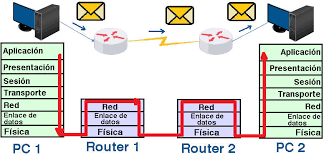 Aplicación
Presentación
Sesión
Transporte
Red
Enlace de
datos
Física
PC 1
Red
Enlace de
datos
Física
Router 1
Red
Enlace de
datos
Física
Router 2
Aplicación
Presentación
Sesión
Transporte
Red
Enlace de
datos
Física
PC 2